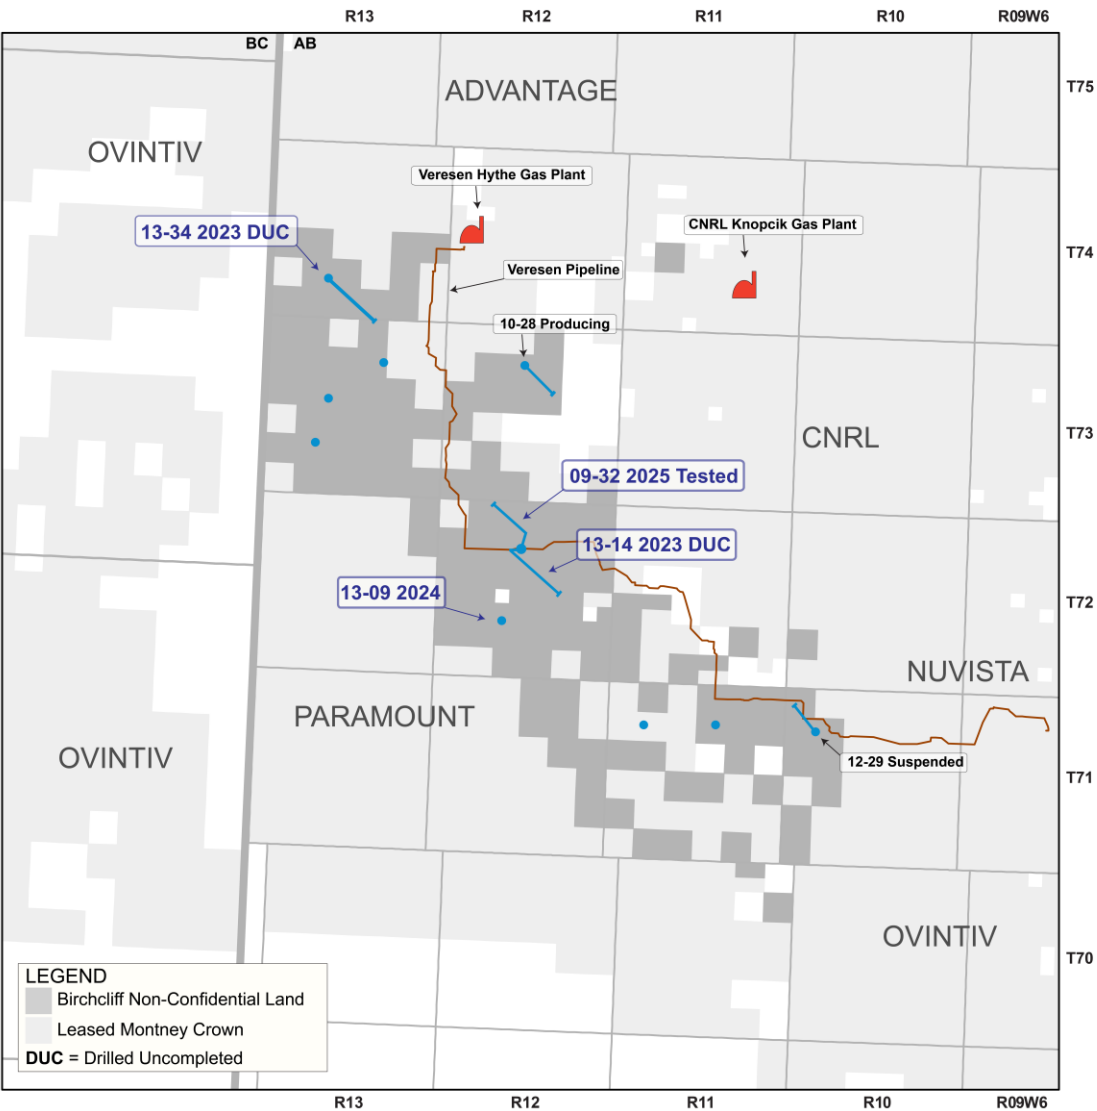 R13 R12 R11 R10 R09W6
BC AB
T75
ADVANTAGE
OVINTIV
Veresen Hythe Gas Plant
13-34 2023 DUC
CNRL Knopcik Gas Plant
T74
Veresen Pipeline
10-28 Producing
T73
CNRL
09-32 2025 Tested
13-14 2023 DUC
13-09 2024
T72
NUVISTA
PARAMOUNT
OVINTIV
12-29 Suspended
T71
OVINTIV
T70
LEGEND
Birchcliff Non-Confidential Land
Leased Montney Crown
DUC = Drilled Uncompleted
R13 R12 R11 R10 R09W6